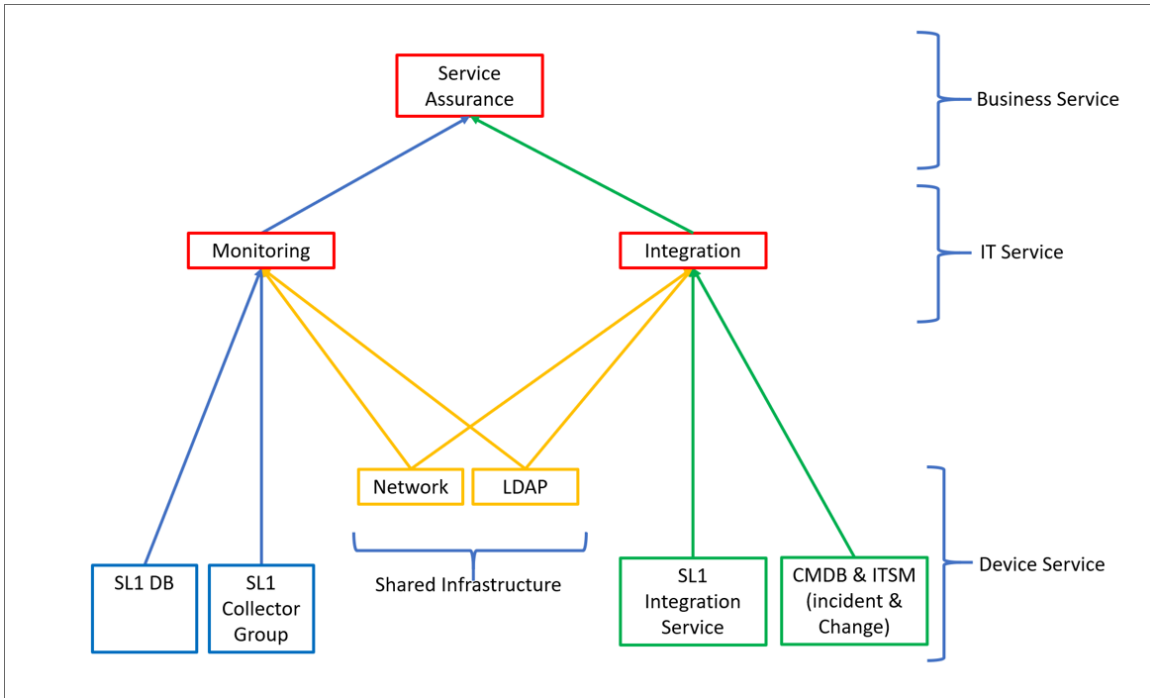 Service
Assurance
Business Service
Monitoring
Integration
IT Service
Network
LDAP
Shared Infrastructure
SL1 DB
SL1
Collector
Group
SL1
Integration
Service
CMDB & ITSM
(incident &
Change)
Device Service